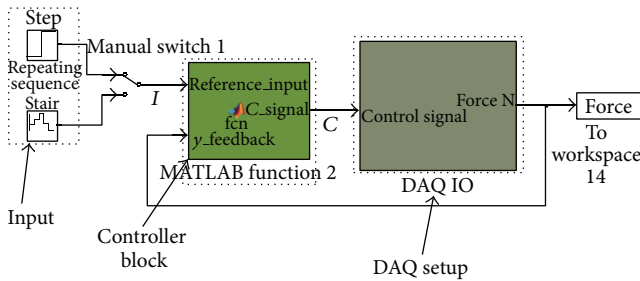 Step
Manual switch 1
Repeating
sequence
Stair
I
Reference_input
C_signal
fcn
y_feedback
MATLAB function 2
C
Control signal
Force N
DAQ IO
Force
To
workspace
14
Input
Controller
block
DAQ setup